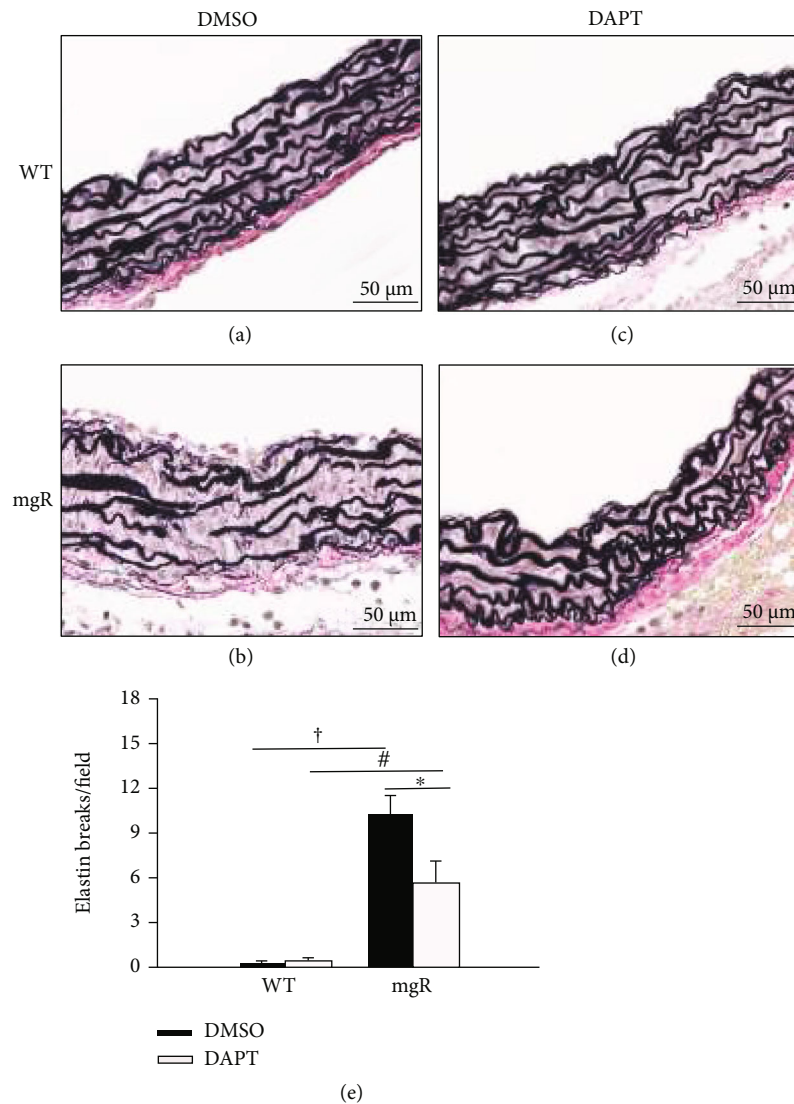 DMSO
DAPT
WT
50 μm
50 μm
(a)
(c)
mgR
50 μm
50 μm
(b)
(d)
18
15
12
9
6
3
0
Elastin breaks/field
†
#
*
WT
mgR
DMSO
DAPT
(e)